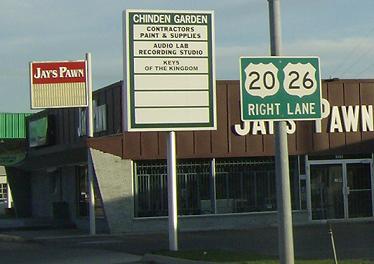 JAY'S PAWN
CHINDEN GARDEN
CONTRACTORS
PAINT & SUPPLIES
AUDIO LAB
RECORDING STUDIO
KEYS
OF THE KINGDOM
20 26
RIGHT LANE
JAY'S PAWN